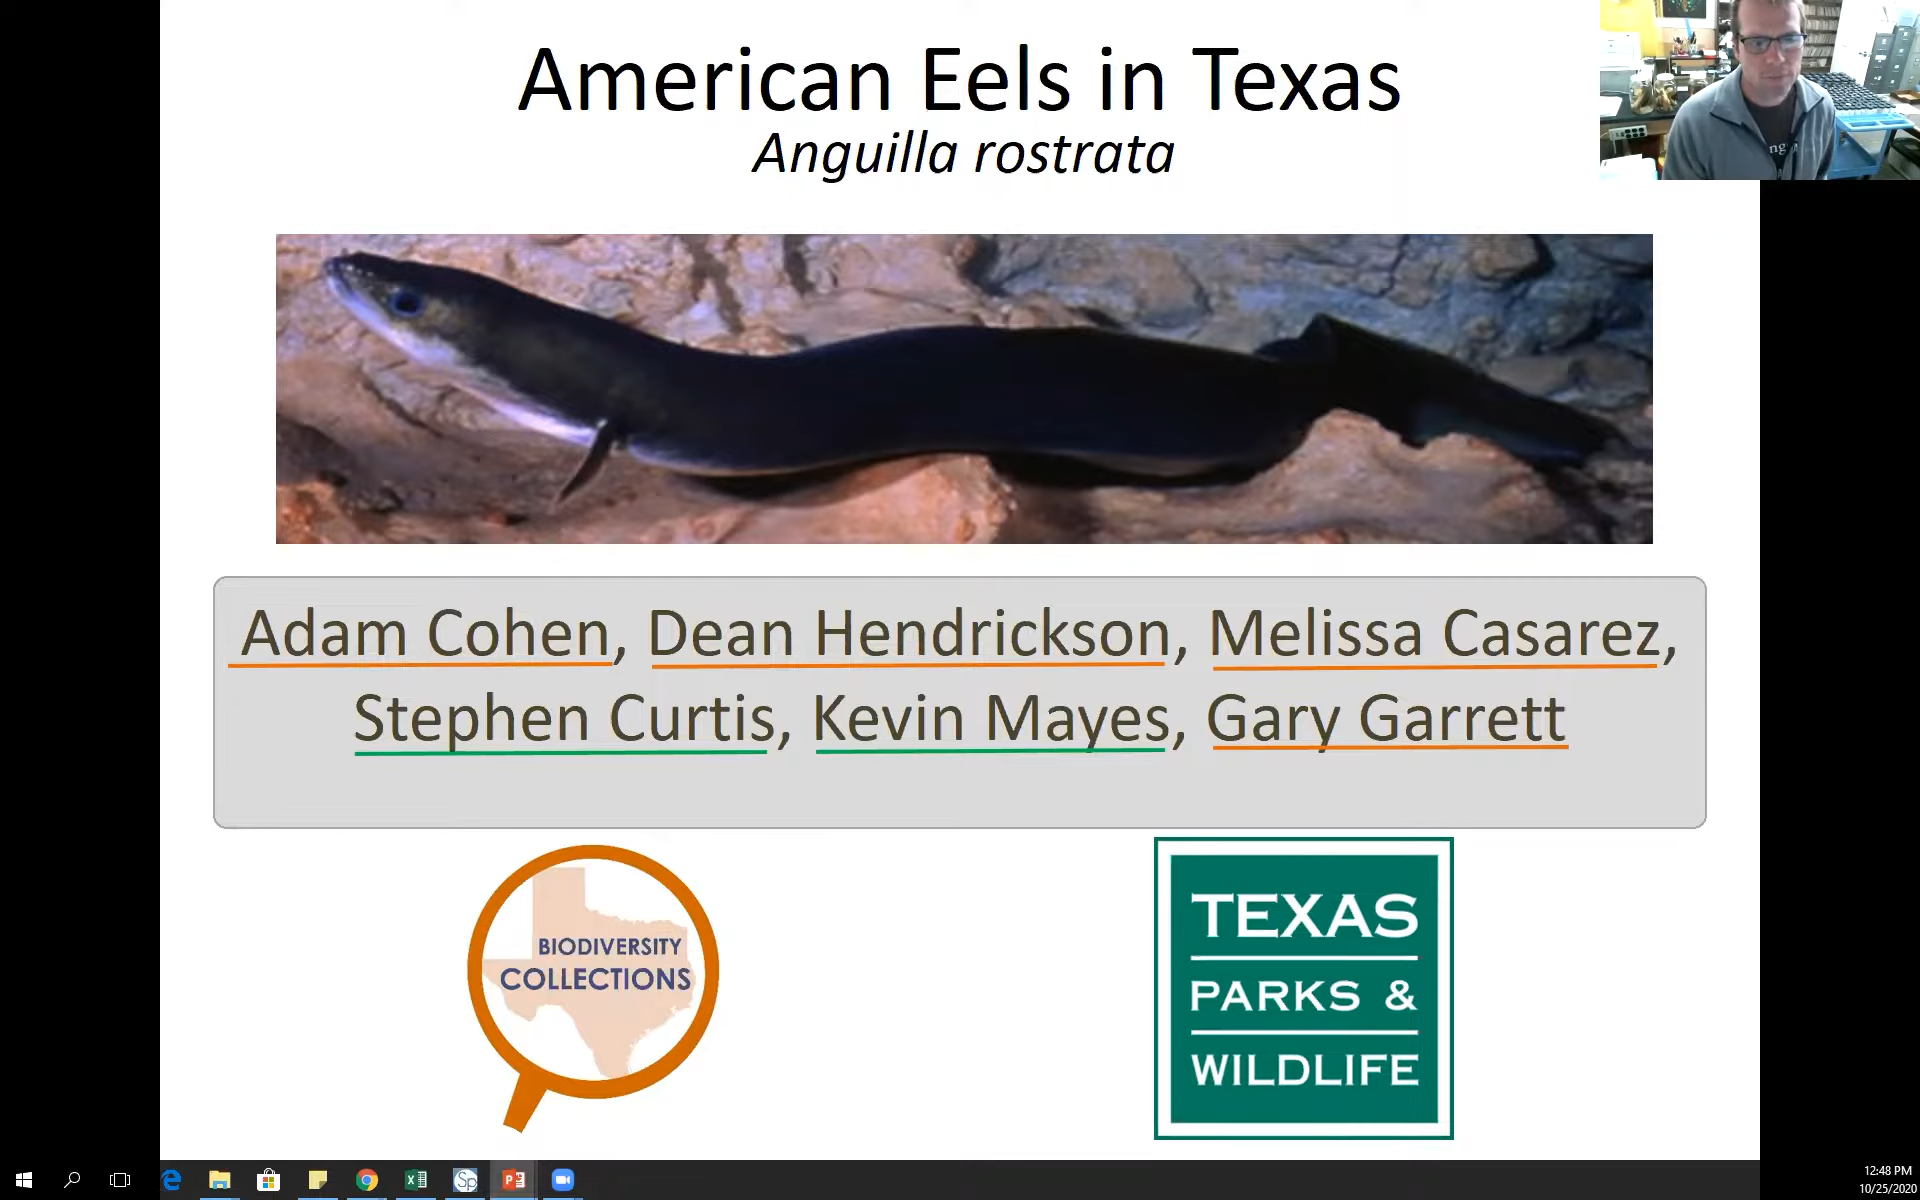 American Eels in Texas
Anguilla rostrata
Adam Cohen, Dean Hendrickson, Melissa Casarez,
Stephen Curtis, Kevin Mayes, Gary Garrett
BIODIVERSITY
COLLECTIONS
TEXAS
PARKS &
WILDLIFE
Sp
12:48 PM
10/25/2020